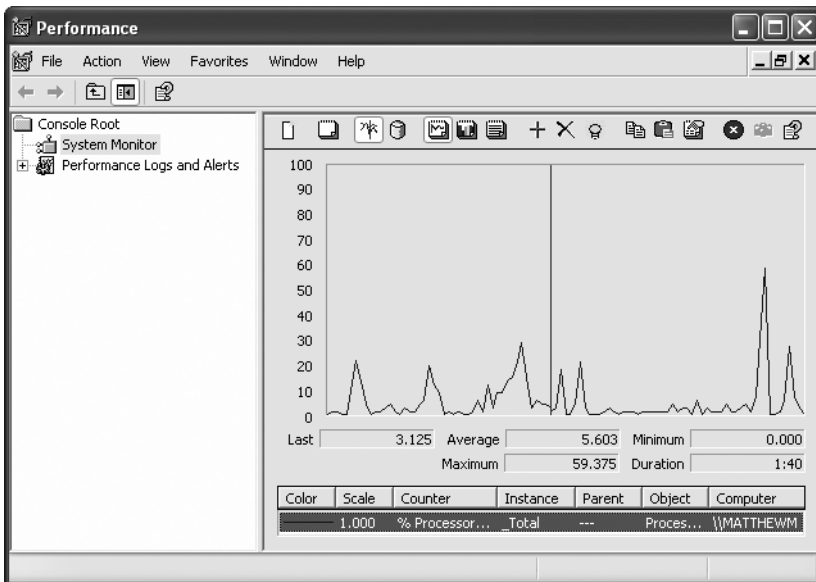 Performance
File Action View Favorites Window Help
Console Root
System Monitor
Performance Logs and Alerts
100
90
80
70
60
50
40
30
20
10
0
Last 3.125 Average 5.603 Minimum 0.000
Maximum 59.375 Duration 1:40
Color Scale Counter Instance Parent Object Computer
1.000 % Processor... _Total --- Proces... \\MATTHEWM